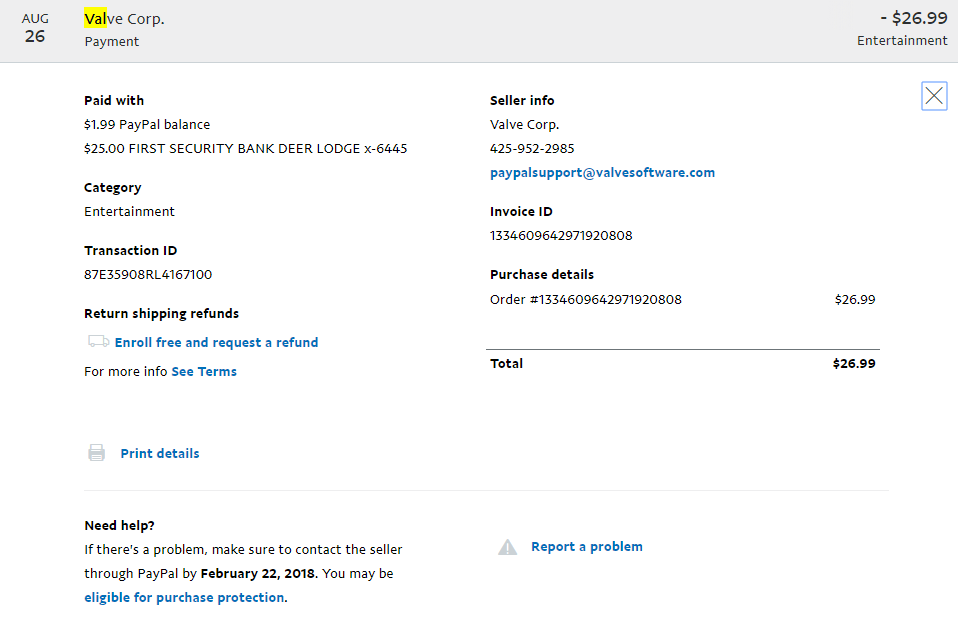 AUG
26
Valve Corp.
Payment
- $26.99
Entertainment
Paid with
$1.99 PayPal balance
$25.00 FIRST SECURITY BANK DEER LODGE x-6445
Category
Entertainment
Transaction ID
87E35908RL4167100
Return shipping refunds
Enroll free and request a refund
For more info See Terms
Print details
Seller info
Valve Corp.
425-952-2985
paypalsupport@valvesoftware.com
Invoice ID
1334609642971920808
Purchase details
Order #1334609642971920808 $26.99
Total $26.99
Need help?
If there's a problem, make sure to contact the seller
through PayPal by February 22, 2018. You may be
eligible for purchase protection.
Report a problem